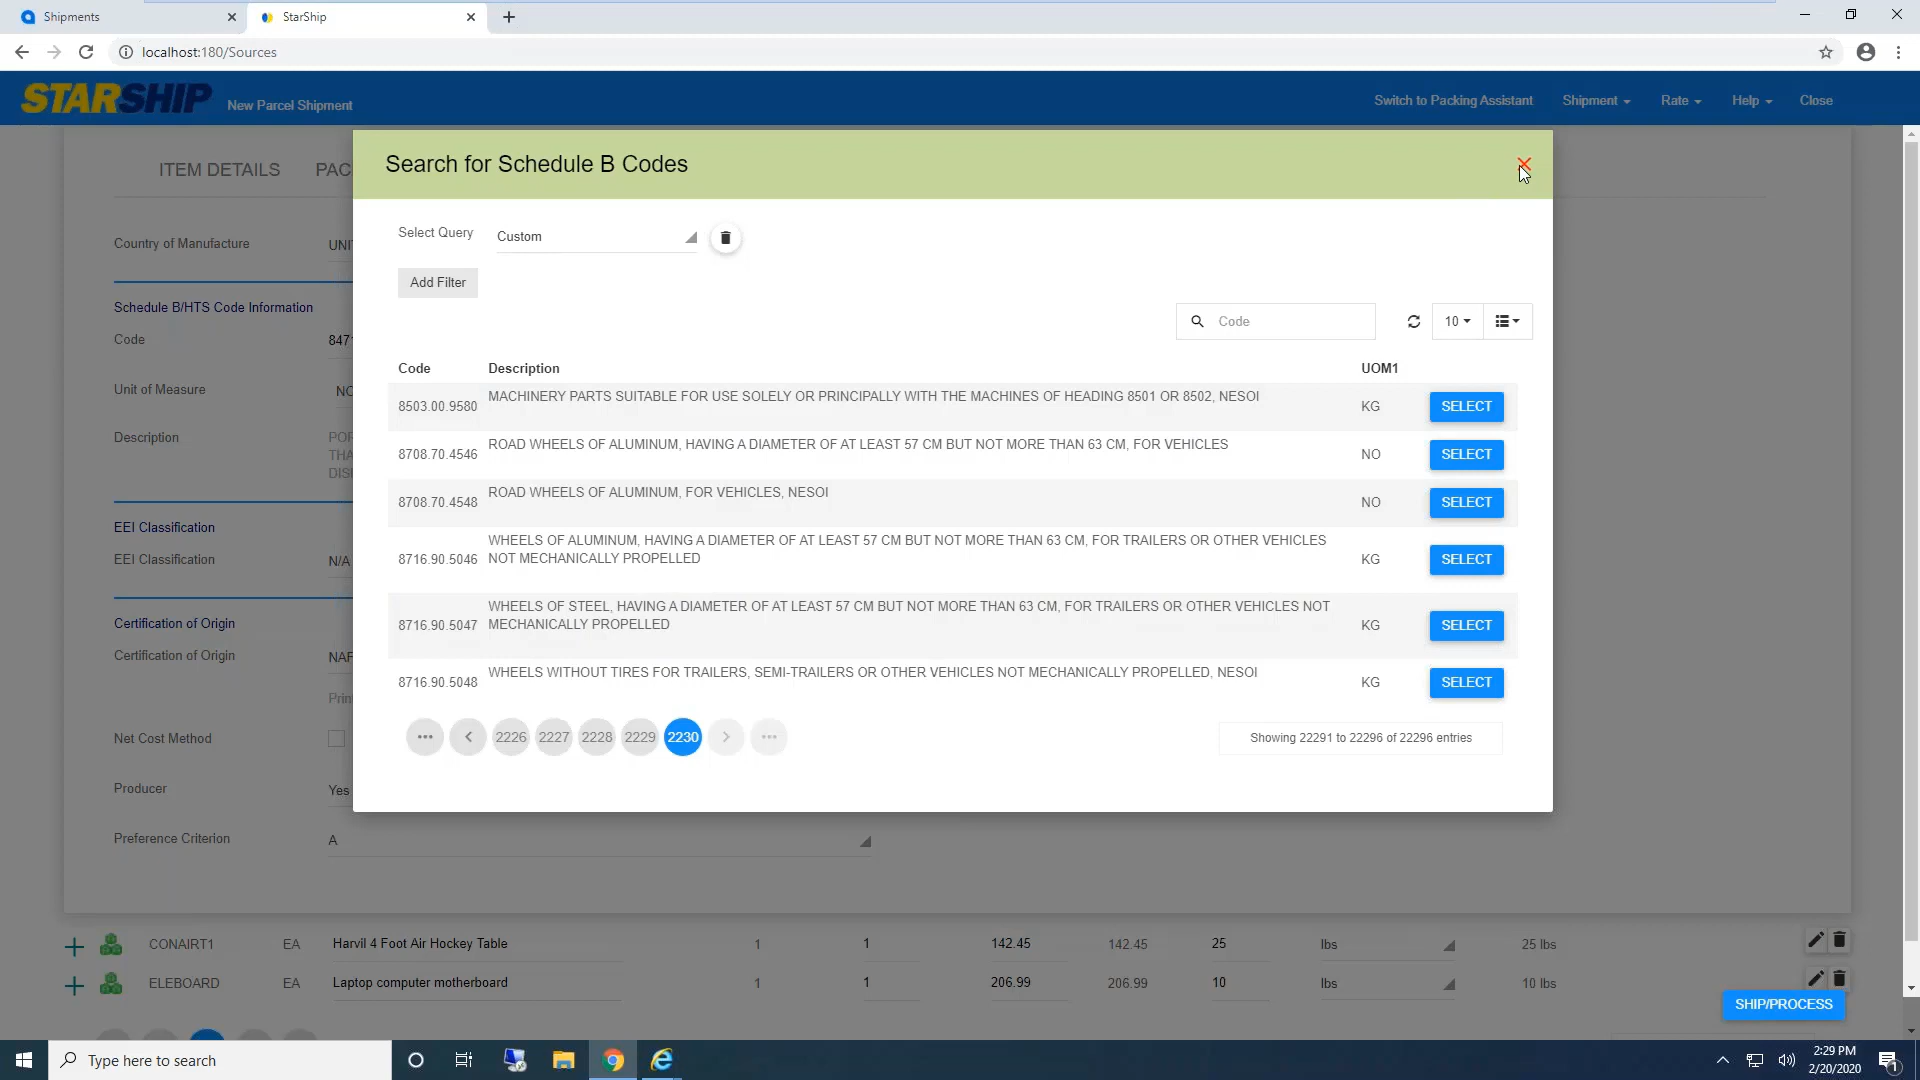 Shipments
StarShip
localhost:180/Sources
STARSHIP
New Parcel Shipment
Switch to Packing Assistant
Shipment
Rate
Help
Close
ITEM DETAILS
PAC
Search for Schedule B Codes
Select Query
Custom
Add Filter
Code
10
Code
Description
UOM1
8503.00.9580
MACHINERY PARTS SUITABLE FOR USE SOLELY OR PRINCIPALLY WITH THE MACHINES OF HEADING 8501 OR 8502, NESOI
KG
SELECT
8708.70.4546
ROAD WHEELS OF ALUMINUM, HAVING A DIAMETER OF AT LEAST 57 CM BUT NOT MORE THAN 63 CM, FOR VEHICLES
NO
SELECT
8708.70.4548
ROAD WHEELS OF ALUMINUM, FOR VEHICLES, NESOI
NO
SELECT
8716.90.5046
WHEELS OF ALUMINUM, HAVING A DIAMETER OF AT LEAST 57 CM BUT NOT MORE THAN 63 CM, FOR TRAILERS OR OTHER VEHICLES
NOT MECHANICALLY PROPELLED
KG
SELECT
8716.90.5047
WHEELS OF STEEL, HAVING A DIAMETER OF AT LEAST 57 CM BUT NOT MORE THAN 63 CM, FOR TRAILERS OR OTHER VEHICLES NOT
MECHANICALLY PROPELLED
KG
SELECT
8716.90.5048
WHEELS WITHOUT TIRES FOR TRAILERS, SEMI-TRAILERS OR OTHER VEHICLES NOT MECHANICALLY PROPELLED, NESOI
KG
SELECT
2226
2227
2228
2229
2230
Showing 22291 to 22296 of 22296 entries
Country of Manufacture
UNI
Schedule B/HTS Code Information
Code
847
Unit of Measure
NO
Description
POR
THA
DIS
EEI Classification
EEI Classification
N/A
Certification of Origin
Certification of Origin
NAF
Prin
Net Cost Method
Producer
Yes
Preference Criterion
A
CONAIRT1
EA
Harvil 4 Foot Air Hockey Table
1
1
142.45
142.45
25
lbs
25 lbs
ELEBOARD
EA
Laptop computer motherboard
1
1
206.99
206.99
10
lbs
10 lbs
SHIP/PROCESS
Type here to search
2:29 PM
2/20/2020
1